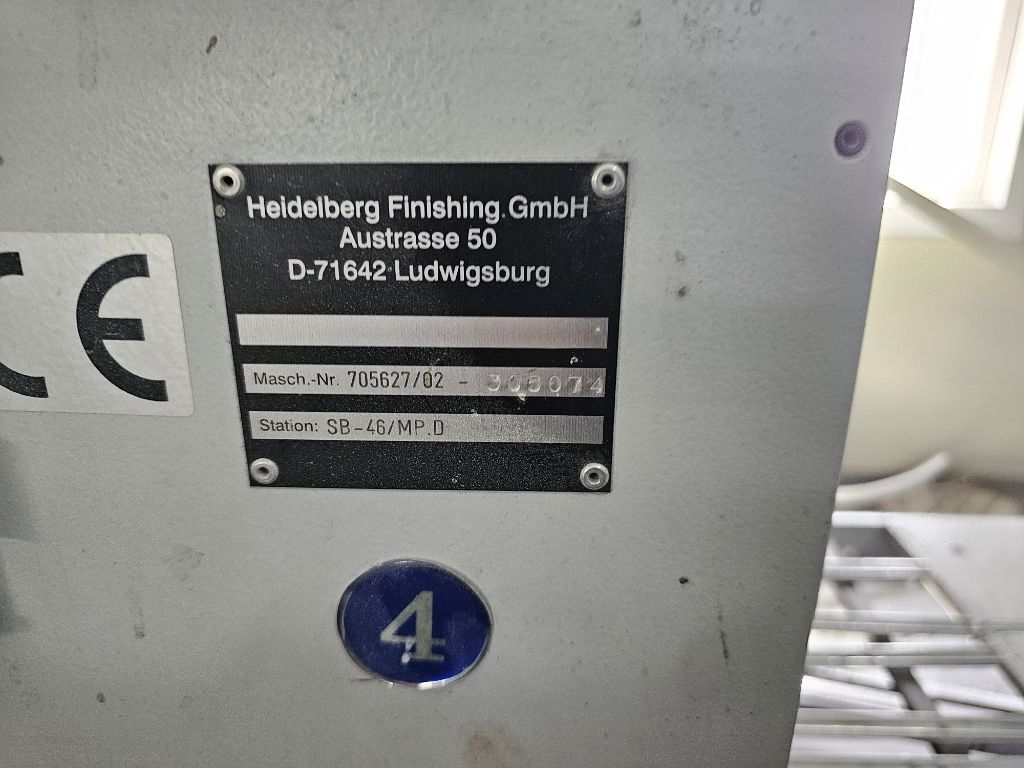 Heidelberg Finishing GmbH
Austrasse 50
D-71642 Ludwigsburg
CE
Masch.-Nr. 705627/02 - 305074
Station: SB-46/MP.D
4